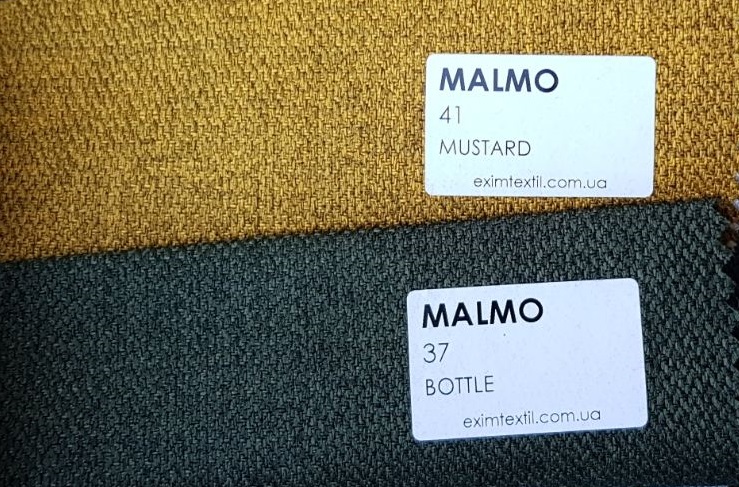 MALMO
41
MUSTARD
eximtextil.com.ua
MALMO
37
BOTTLE
eximtextil.com.ua